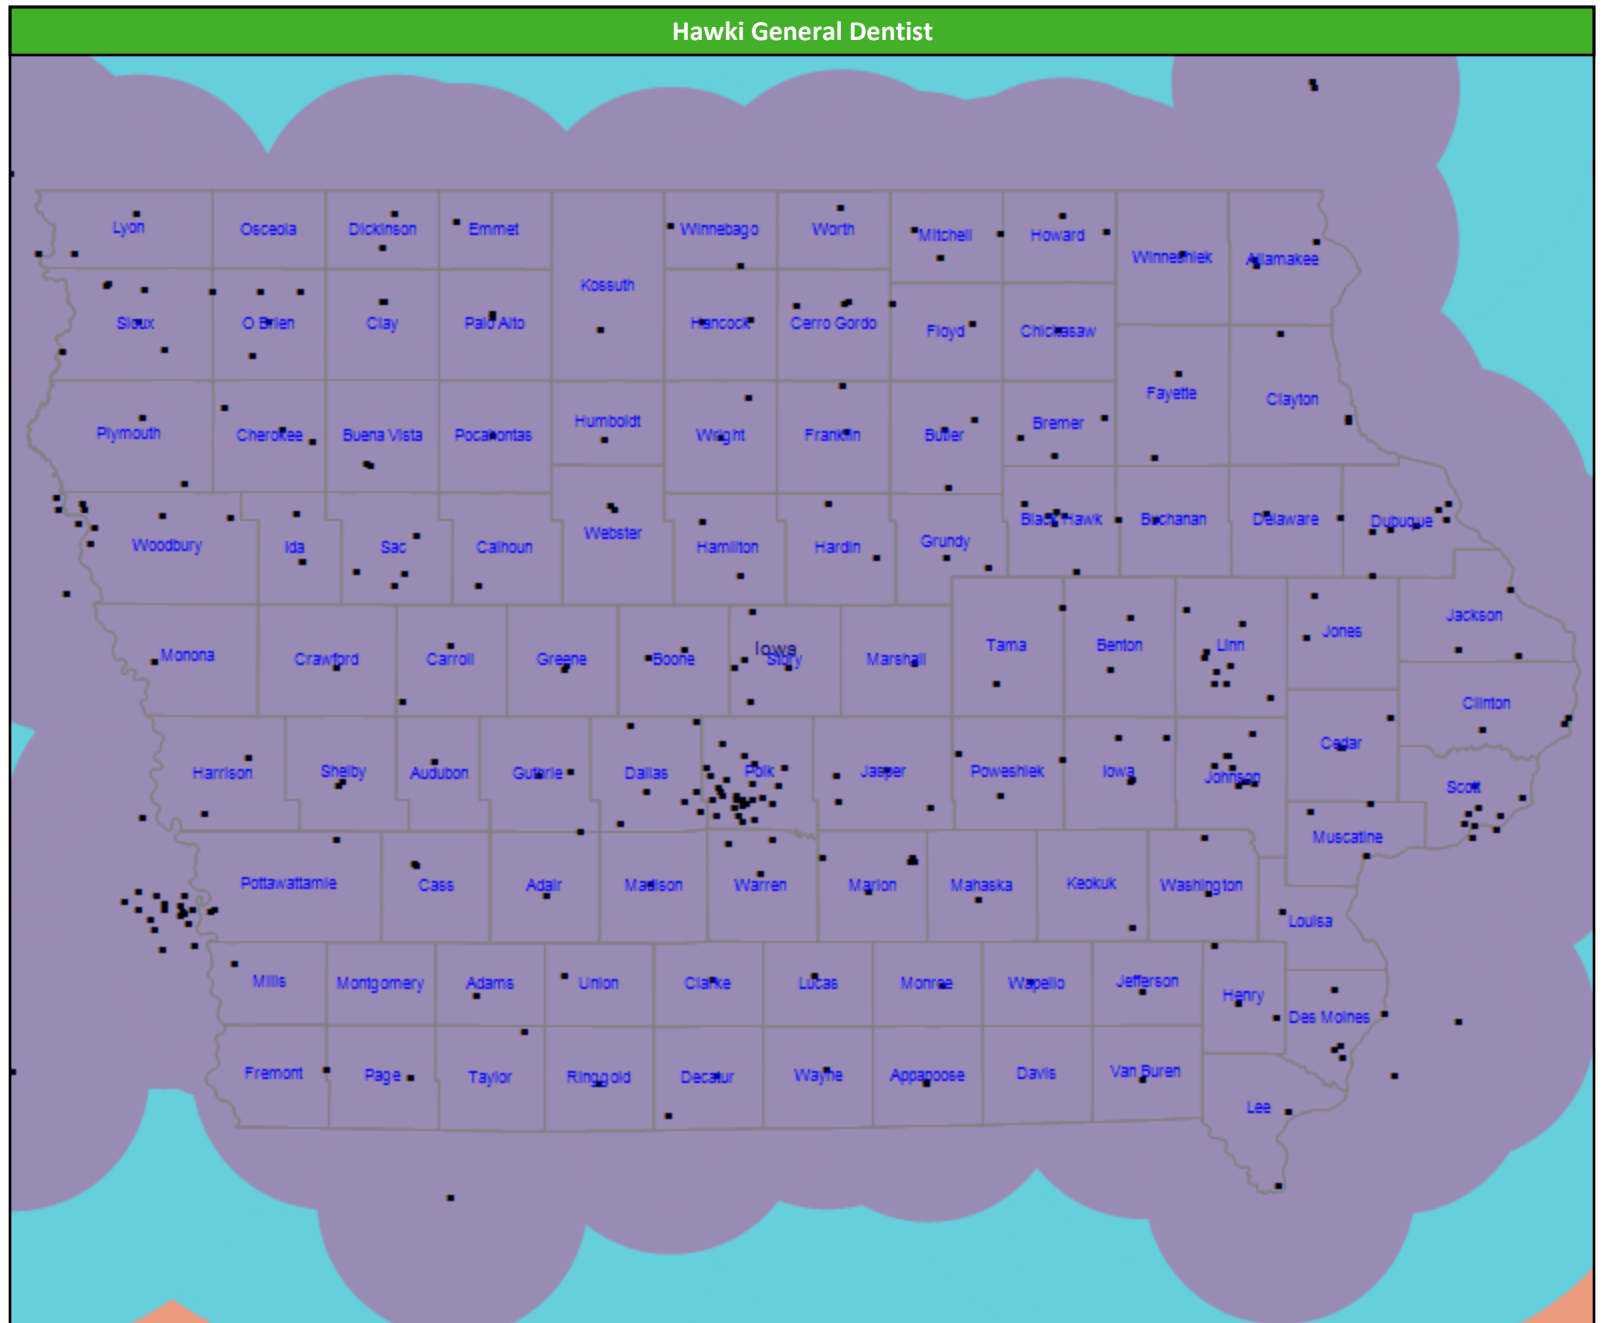 Hawki General Dentist
Lyon
Osceola
Dickinson
Emmet
Winnebago
Worth
Mitchell
Howard
Winneshiek
Allamakee
Kossuth
Sioux
O Brien
Clay
Palo Alto
Hancock
Cerro Gordo
Floyd
Chickasaw
Fayette
Clayton
Plymouth
Cherokee
Buena Vista
Pocahontas
Humboldt
Wright
Franklin
Butler
Bremer
Woodbury
Ida
Sac
Calhoun
Webster
Hamilton
Hardin
Grundy
Black Hawk
Buchanan
Delaware
Dubuque
Monona
Crawford
Carroll
Greene
Boone
Iowa
Story
Marshall
Tama
Benton
Linn
Jones
Jackson
Clinton
Harrison
Shelby
Audubon
Guthrie
Dallas
Polk
Jasper
Poweshiek
Iowa
Johnson
Cedar
Scott
Muscatine
Pottawattamie
Cass
Adair
Madison
Warren
Marion
Mahaska
Keokuk
Washington
Louisa
Mills
Montgomery
Adams
Union
Clarke
Lucas
Monroe
Wapello
Jefferson
Henry
Des Moines
Fremont
Page
Taylor
Ringgold
Decatur
Wayne
Appanoose
Davis
Van Buren
Lee